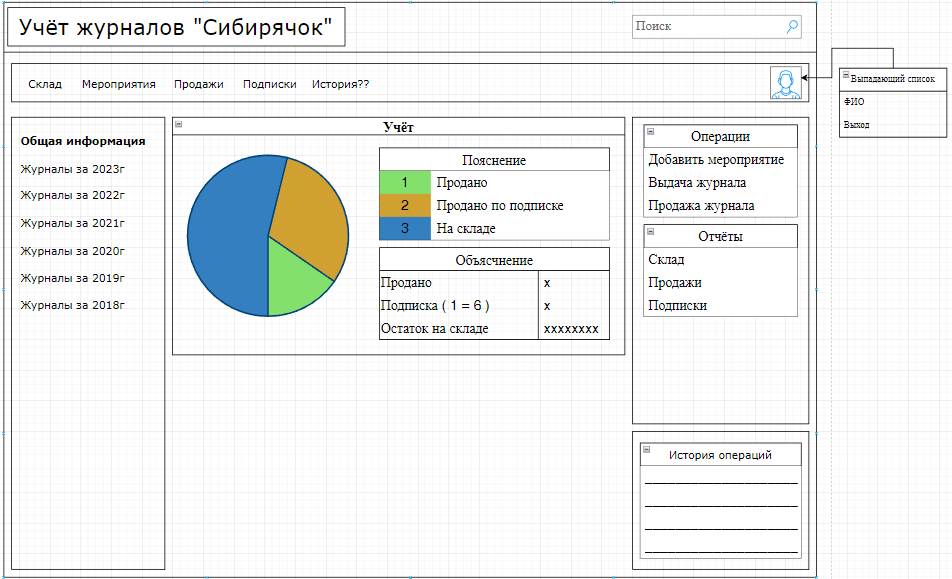 Учёт журналов "Сибирячок"
Поиск
Склад Мероприятия Продажи Подписки История??
Выпадающий список
ФИО
Выход
Общая информация
Журналы за 2023г
Журналы за 2022г
Журналы за 2021г
Журналы за 2020г
Журналы за 2019г
Журналы за 2018г
Учёт
Пояснение
1 Продано
2 Продано по подписке
3 На складе
Объясчнение
Продано x
Подписка ( 1 = 6 ) x
Остаток на складе xxxxxxxx
Операции
Добавить мероприятие
Выдача журнала
Продажа журнала
Отчёты
Склад
Продажи
Подписки
История операций